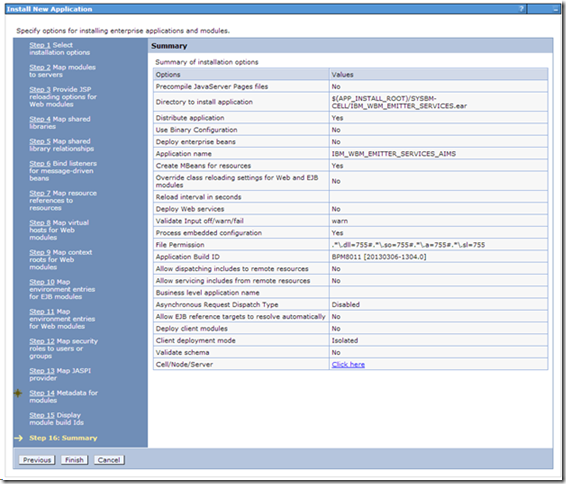 Install New Application
?
Specify options for installing enterprise applications and modules.
Step 1 Select
installation options
Step 2 Map modules
to servers
Step 3 Provide JSP
reloading options for
Web modules
Step 4 Map shared
libraries
Step 5 Map shared
library relationships
Step 6 Bind listeners
for message-driven
beans
Step 7 Map resource
references to
resources
Step 8 Map virtual
hosts for Web
modules
Step 9 Map context
roots for Web
modules
Step 10 Map
environment entries
for EJB modules
Step 11 Map
environment entries
for Web modules
Step 12 Map security
roles to users or
groups
Step 13 Map JASPI
provider
Step 14 Metadata for
modules
Step 15 Display
module build Ids
Step 16: Summary
Summary
Summary of installation options
Options Values
Precompile JavaServer Pages files No
Directory to install application $(APP_INSTALL_ROOT)/SYSBM-
CELL/IBM_WBM_EMITTER_SERVICES.ear
Distribute application Yes
Use Binary Configuration No
Deploy enterprise beans No
Application name IBM_WBM_EMITTER_SERVICES_AIMS
Create MBeans for resources Yes
Override class reloading settings for Web and EJB
modules No
Reload interval in seconds
Deploy Web services No
Validate Input off/warn/fail warn
Process embedded configuration Yes
File Permission .*\.dll=755#.*\.so=755#.*\.a=755#.*\.sl=755
Application Build ID BPM8011 [20130306-1304.0]
Allow dispatching includes to remote resources No
Allow servicing includes from remote resources No
Business level application name
Asynchronous Request Dispatch Type Disabled
Allow EJB reference targets to resolve automatically No
Deploy client modules No
Client deployment mode Isolated
Validate schema No
Cell/Node/Server Click here
Previous Finish Cancel